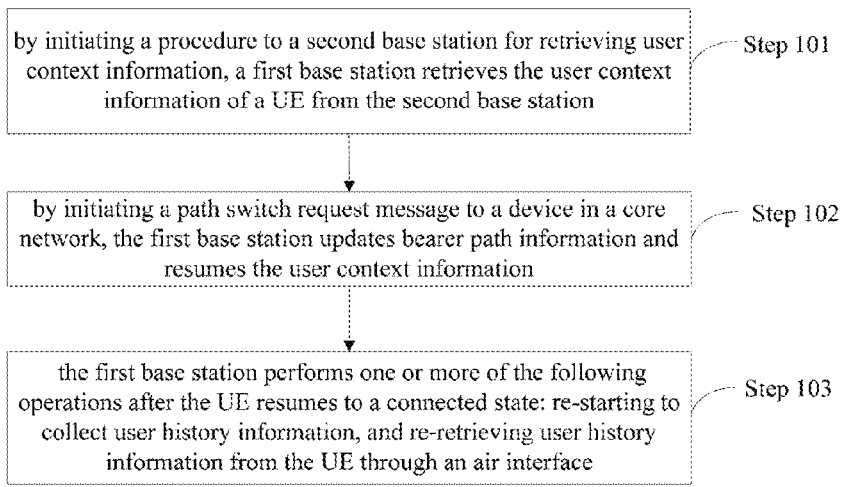 by initiating a procedure to a second base station for retrieving user
context information, a first base station retrieves the user context
information of a UE from the second base station
Step 101
by initiating a path switch request message to a device in a core
network, the first base station updates bearer path information and
resumes the user context information
Step 102
the first base station performs one or more of the following
operations after the UE resumes to a connected state: re-starting to
collect user history information, and re-retrieving user history
information from the UE through an air interface
Step 103